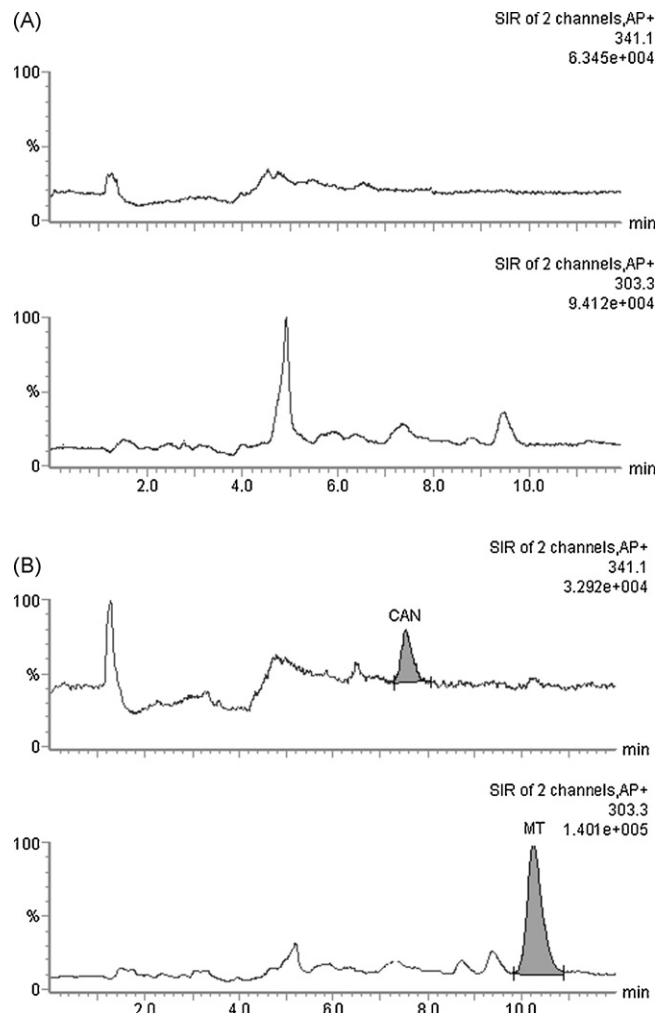 (A)
SIR of 2 channels,AP+
341.1
6.345e+004
100
%
0
min
SIR of 2 channels,AP+
303.3
9.412e+004
100
%
0
min
2.0 4.0 6.0 8.0 10.0
(B)
SIR of 2 channels,AP+
341.1
3.292e+004
100
CAN
%
0
min
SIR of 2 channels,AP+
303.3
MT 1.401e+005
100
%
0
min
2.0 4.0 6.0 8.0 10.0